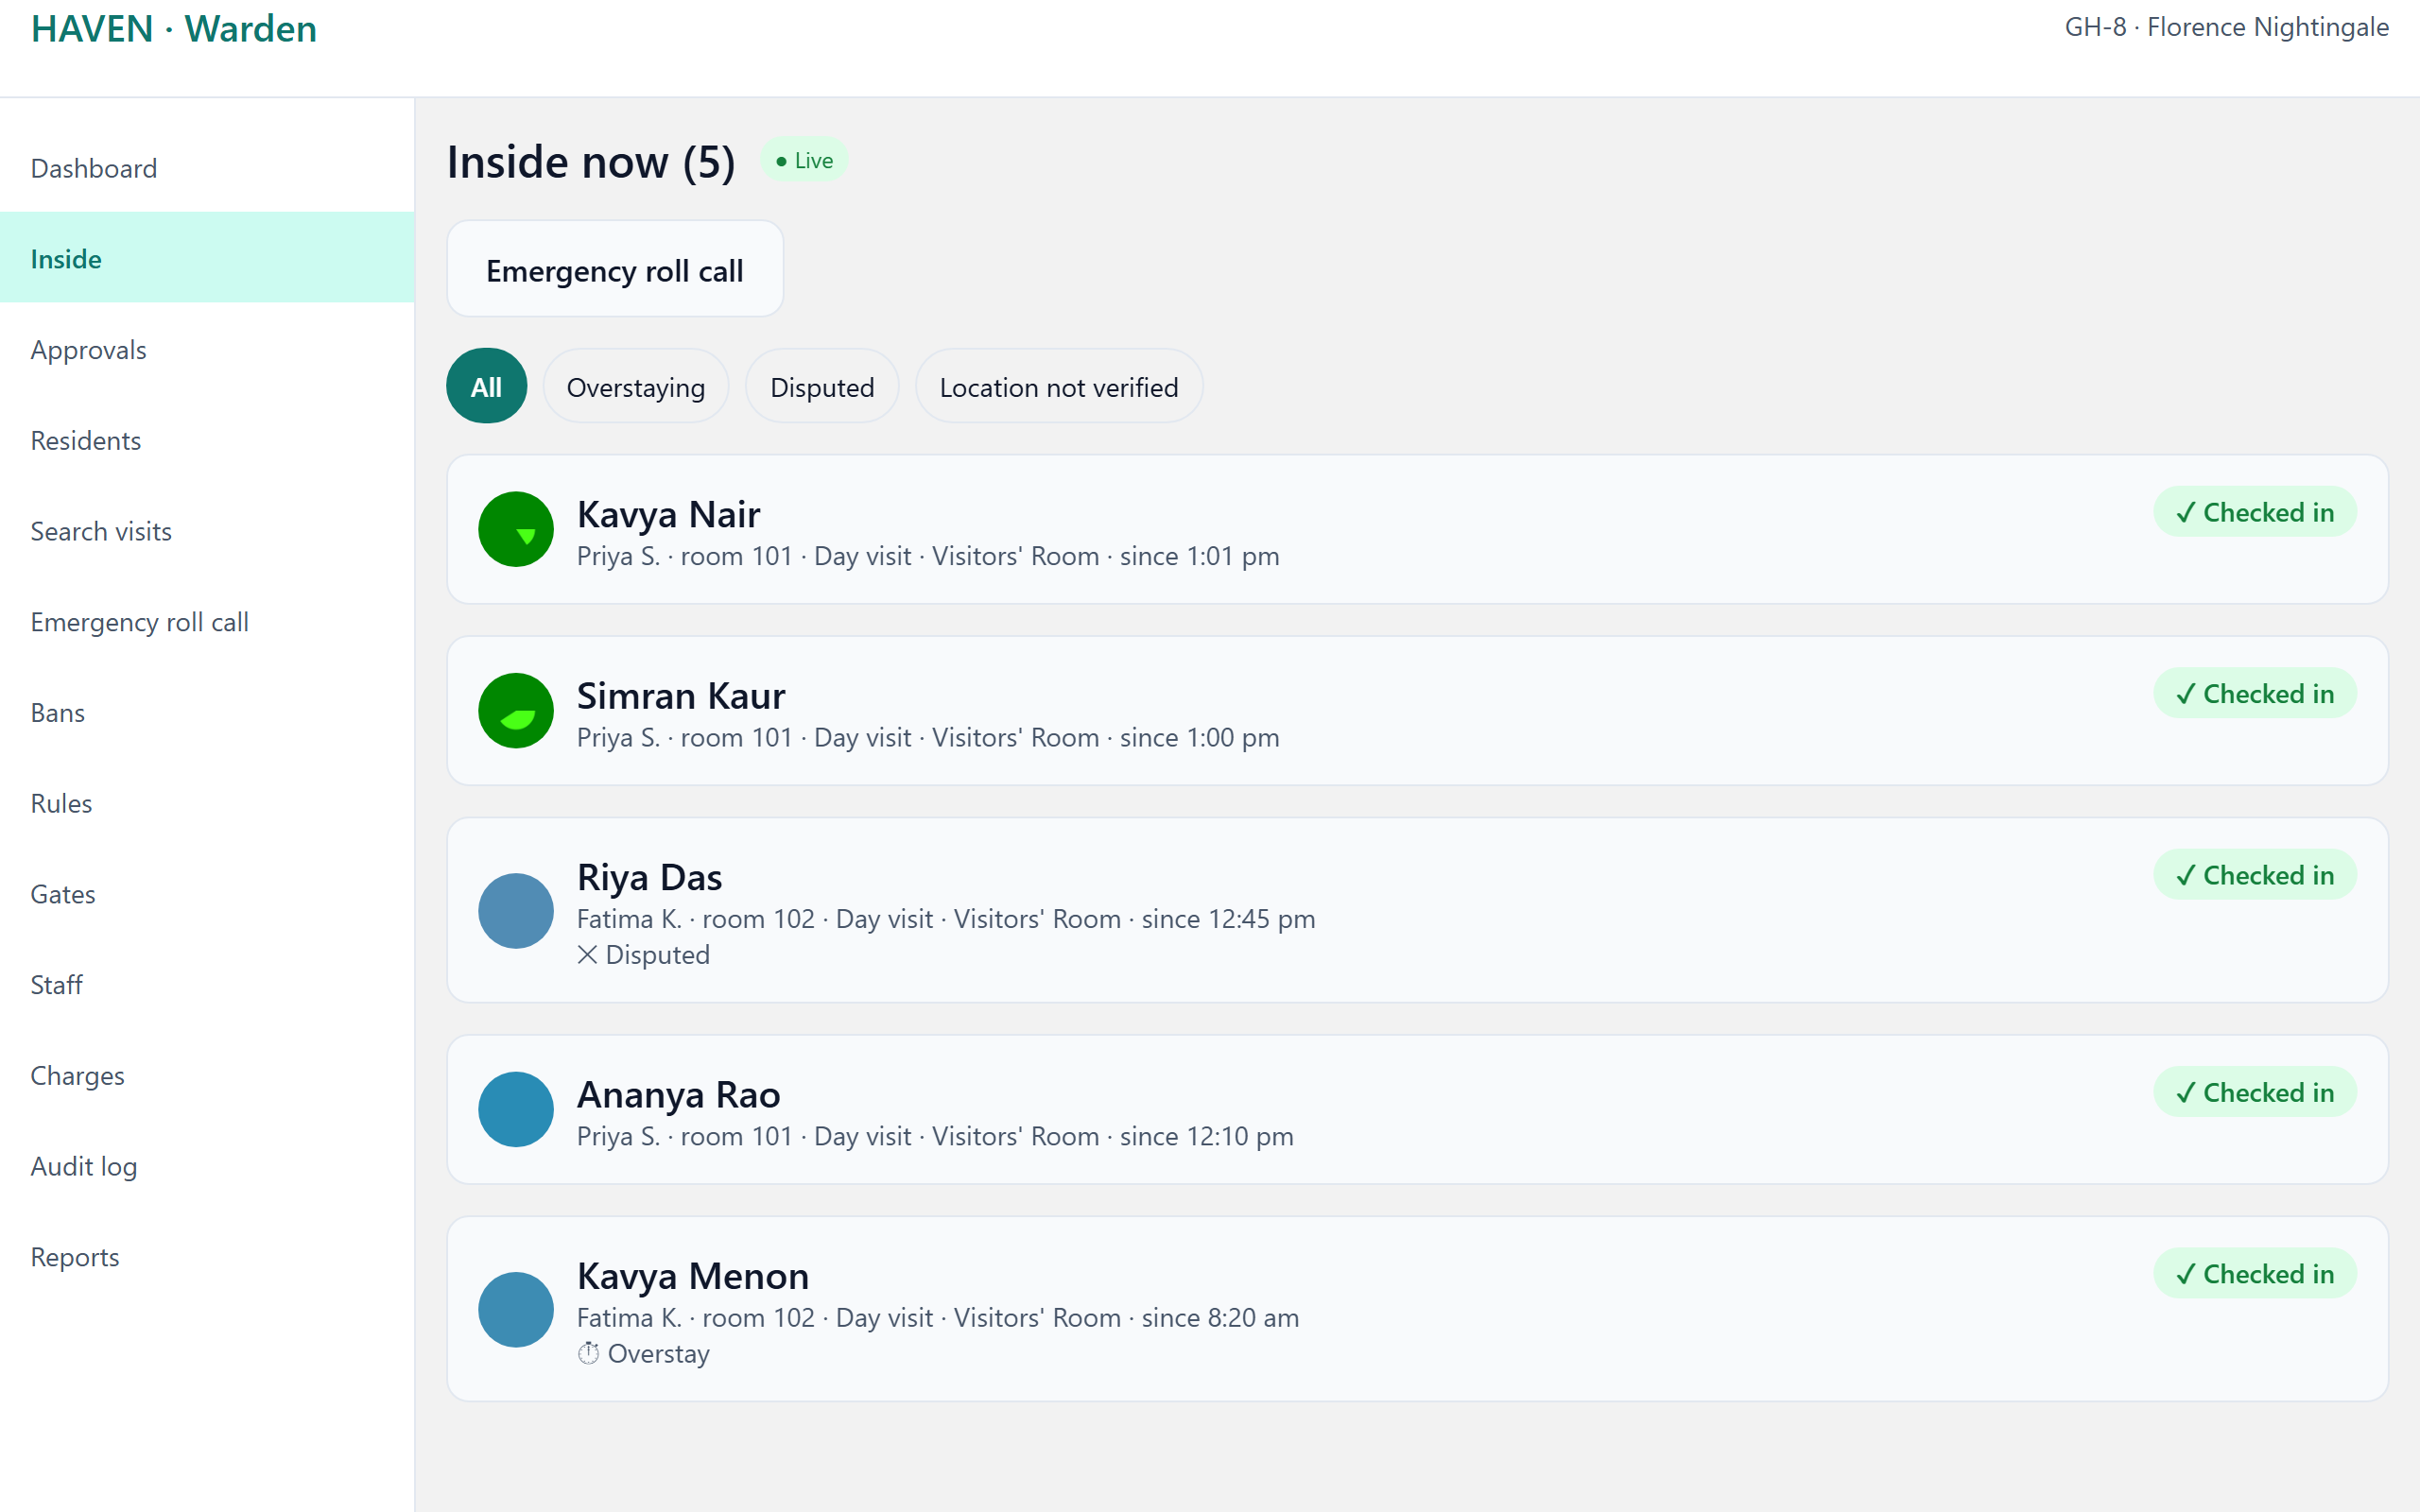 HAVEN · Warden
GH-8 · Florence Nightingale
Dashboard
Inside
Approvals
Residents
Search visits
Emergency roll call
Bans
Rules
Gates
Staff
Charges
Audit log
Reports
Inside now (5)
● Live
Emergency roll call
All
Overstaying
Disputed
Location not verified
Kavya Nair
Priya S. · room 101 · Day visit · Visitors' Room · since 1:01 pm
✓ Checked in
Simran Kaur
Priya S. · room 101 · Day visit · Visitors' Room · since 1:00 pm
✓ Checked in
Riya Das
Fatima K. · room 102 · Day visit · Visitors' Room · since 12:45 pm
✕ Disputed
✓ Checked in
Ananya Rao
Priya S. · room 101 · Day visit · Visitors' Room · since 12:10 pm
✓ Checked in
Kavya Menon
Fatima K. · room 102 · Day visit · Visitors' Room · since 8:20 am
⏱ Overstay
✓ Checked in